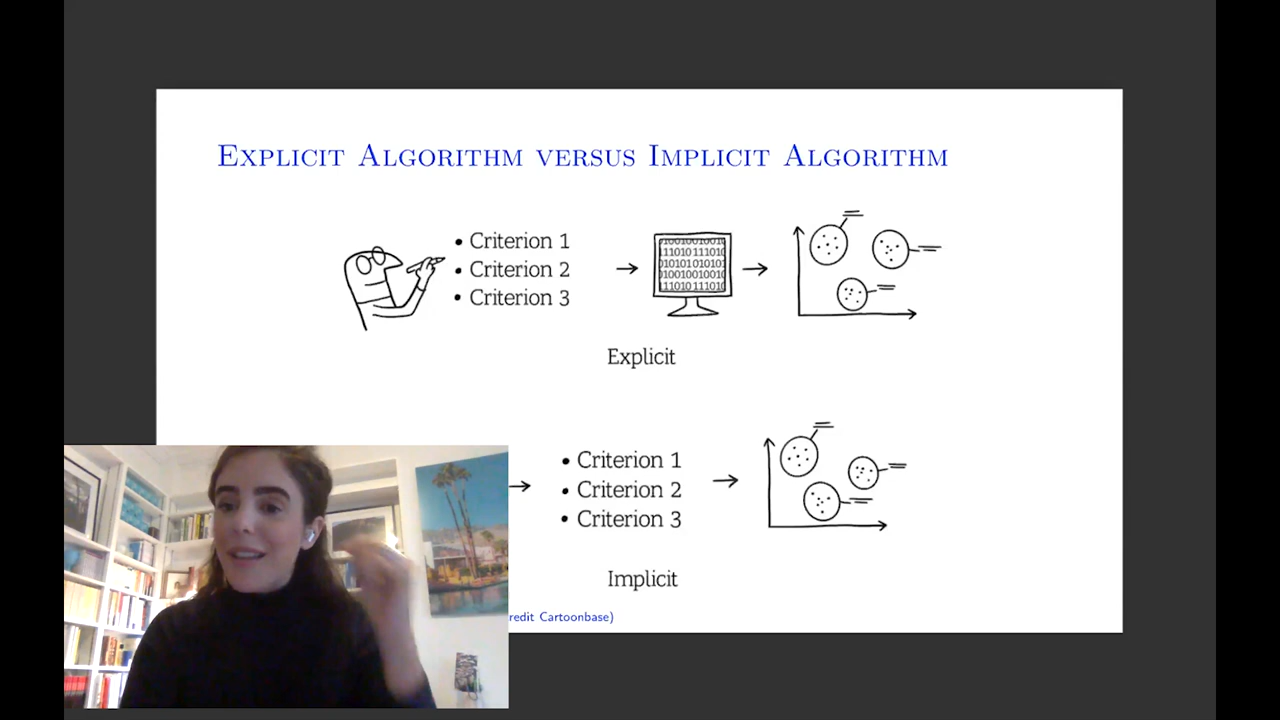 EXPLICIT ALGORITHM VERSUS IMPLICIT ALGORITHM
• Criterion 1
• Criterion 2
• Criterion 3
Explicit
• Criterion 1
• Criterion 2
• Criterion 3
Implicit
Cartoonbase)